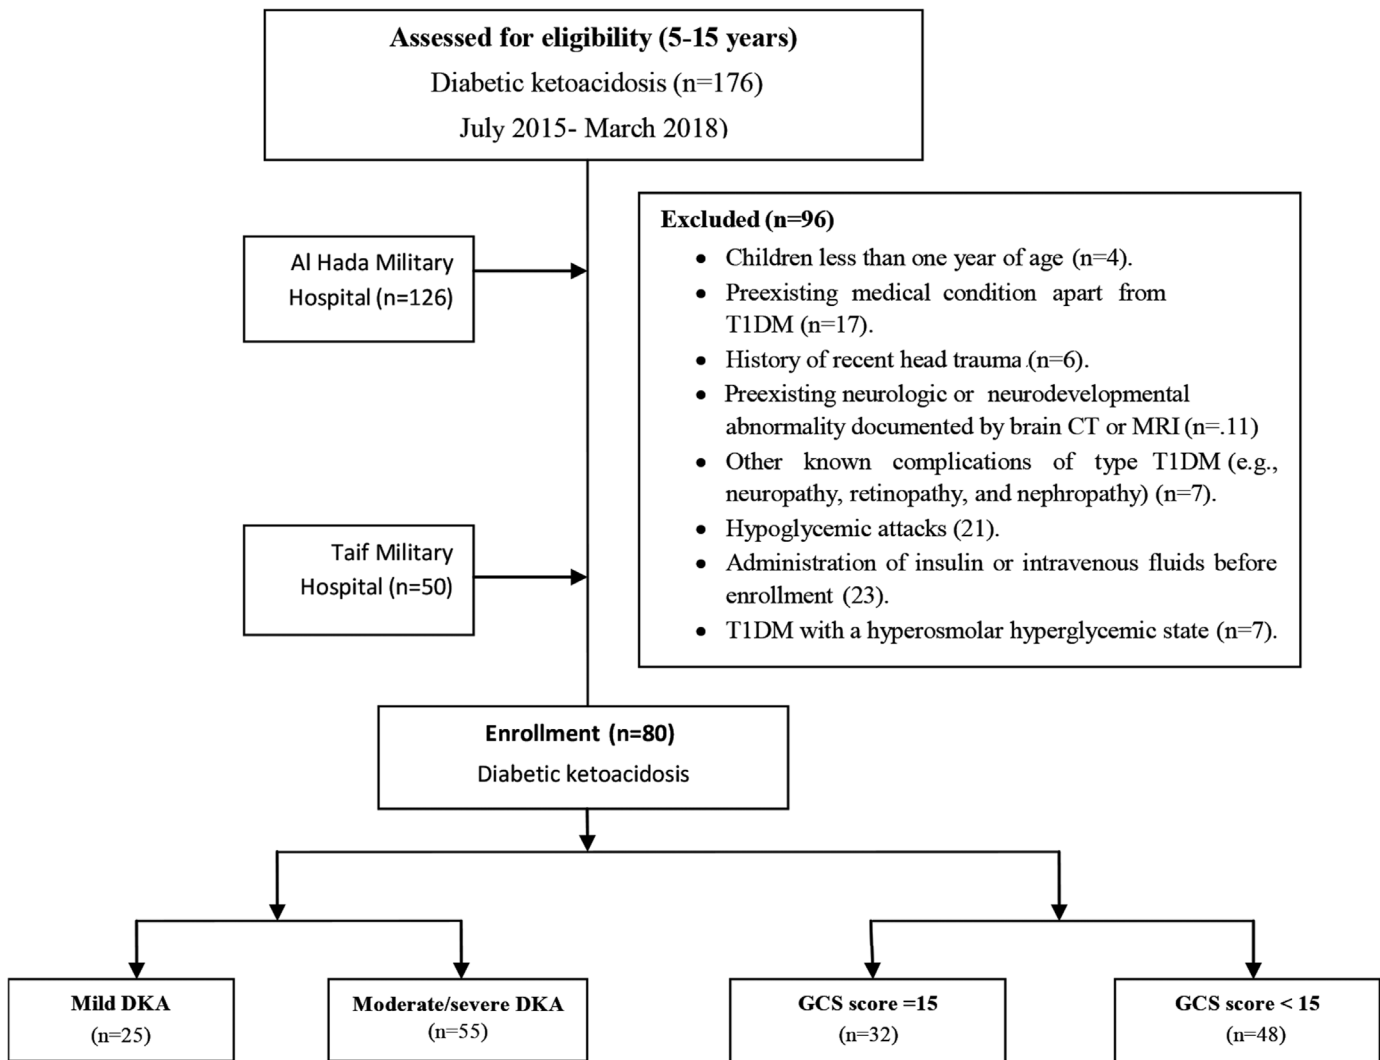 Assessed for eligibility (5-15 years)
Diabetic ketoacidosis (n=176)
July 2015- March 2018)
Al Hada Military
Hospital (n=126)
Excluded (n=96)
• Children less than one year of age (n=4).
• Preexisting medical condition apart from
T1DM (n=17).
• History of recent head trauma (n=6).
• Preexisting neurologic or neurodevelopmental
abnormality documented by brain CT or MRI (n=.11)
• Other known complications of type T1DM (e.g.,
neuropathy, retinopathy, and nephropathy) (n=7).
• Hypoglycemic attacks (21).
• Administration of insulin or intravenous fluids before
enrollment (23).
• T1DM with a hyperosmolar hyperglycemic state (n=7).
Taif Military
Hospital (n=50)
Enrollment (n=80)
Diabetic ketoacidosis
Mild DKA
(n=25)
Moderate/severe DKA
(n=55)
GCS score =15
(n=32)
GCS score < 15
(n=48)